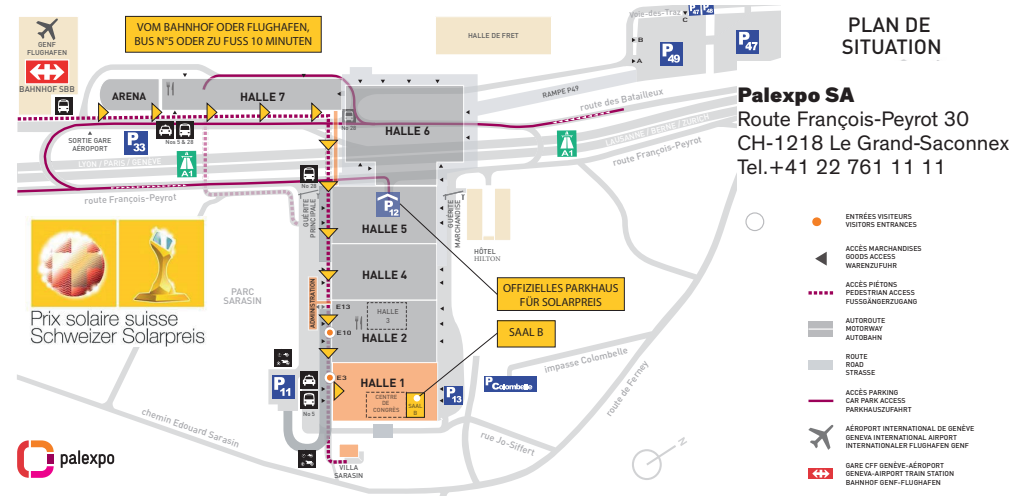 VOM BAHNHOF ODER FLUGHAFEN,
BUS N°5 ODER ZU FUSS 10 MINUTEN
GENF
FLUGHAFEN
BAHNHOF SBB
HALLE DE FRET
Voie-des-Traz
P47
P48
C
B
A
P49
P47
PLAN DE
SITUATION
Palexpo SA
Route François-Peyrot 30
CH-1218 Le Grand-Saconnex
Tel.+41 22 761 11 11
ARENA
HALLE 7
RAMPE P49
route des Batailleux
No 28
HALLE 6
SORTIE GARE
AÉROPORT
P33
Nos 5 & 28
A1
A1
LAUSANNE / BERNE / ZURICH
route François-Peyrot
LYON / PARIS / GENÈVE
No 28
route François-Peyrot
GUÉRITE
PRINCIPALE
P12
GUÉRITE
MARCHANDISE
HALLE 5
HÔTEL
HILTON
PARC
SARASIN
HALLE 4
OFFIZIELLES PARKHAUS
FÜR SOLARPREIS
ADMINISTRATION
E13
HALLE
3
E10
HALLE 2
SAAL B
Prix solaire suisse
Schweizer Solarpreis
impasse Colombelle
P11
E3
HALLE 1
CENTRE
DE
CONGRÈS
SAAL
B
P13
PColombelle
No 5
route de Ferney
chemin Edouard Sarasin
rue Jo-Siffert
VILLA
SARASIN
N
palexpo
ENTRÉES VISITEURS
VISITORS ENTRANCES
ACCÈS MARCHANDISES
GOODS ACCESS
WARENZUFUHR
ACCÈS PIÉTONS
PEDESTRIAN ACCESS
FUSSGÄNGERZUGANG
AUTOROUTE
MOTORWAY
AUTOBAHN
ROUTE
ROAD
STRASSE
ACCÈS PARKING
CAR PARK ACCESS
PARKHAUSZUFAHRT
AÉROPORT INTERNATIONAL DE GENÈVE
GENEVA INTERNATIONAL AIRPORT
INTERNATIONALER FLUGHAFEN GENF
GARE CFF GENÈVE-AÉROPORT
GENEVA-AIRPORT TRAIN STATION
BAHNHOF GENF-FLUGHAFEN